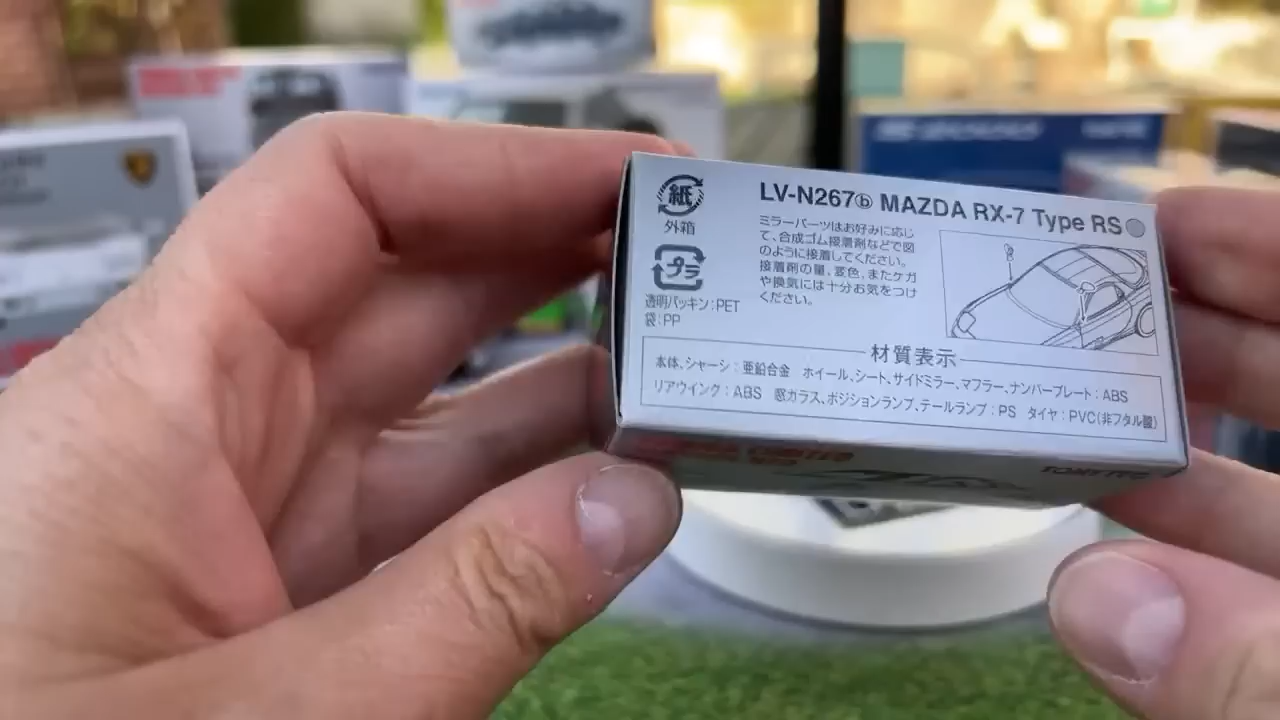 LV-N267ⓑ MAZDA RX-7 Type RS
紙
外箱
プラ
透明パッキン:PET
袋:PP
ミラーパーツはお好みに応じ
て、合成ゴム接着剤などで図
のように接着してください。
接着剤の量、変色、またケガ
や換気には十分お気をつけ
ください。
材質表示
本体、シャーシ:亜鉛合金 ホイール、シート、サイドミラー、マフラー、ナンバープレート:ABS
リアウイング:ABS 窓ガラス、ポジションランプ、テールランプ:PS タイヤ:PVC(非フタル酸)